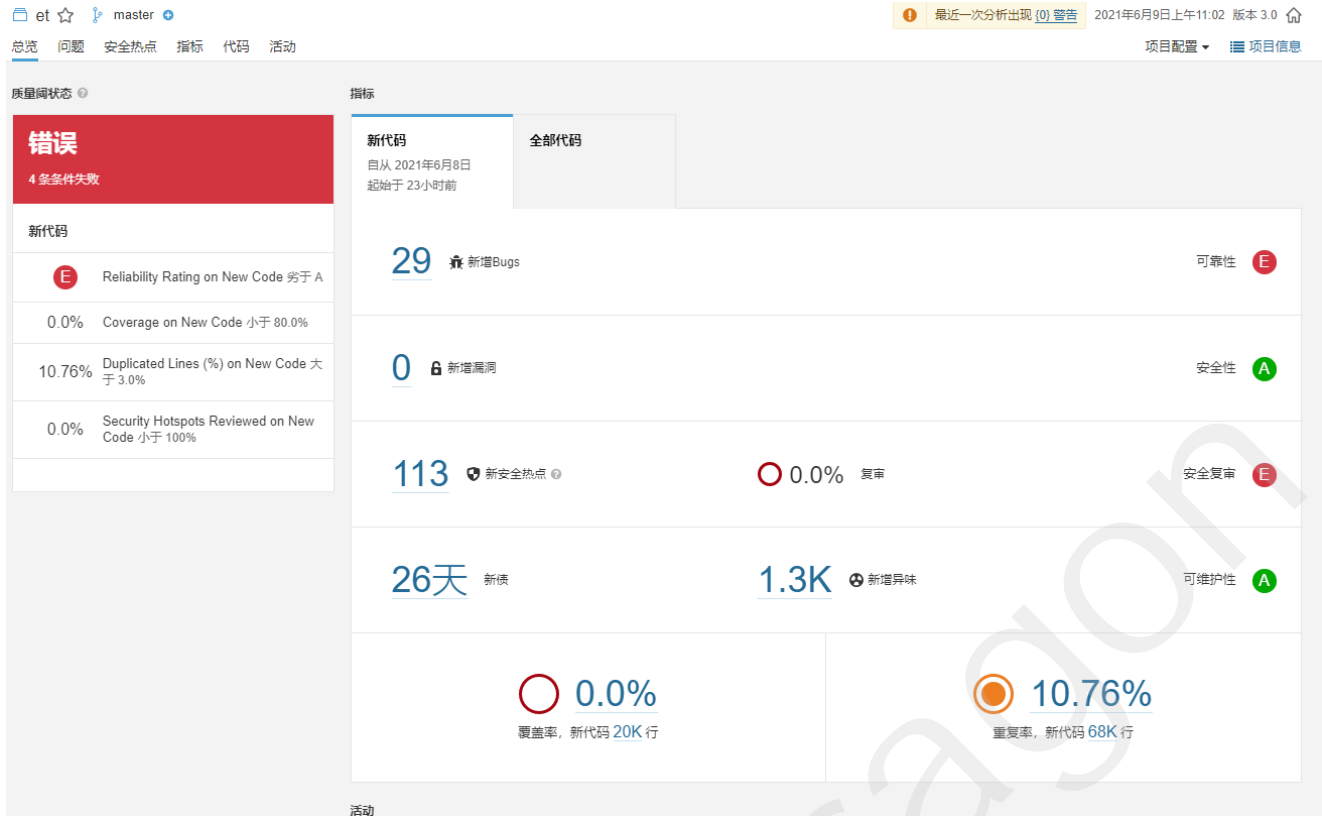 et master 最近一次分析出现 {0} 警告 2021年6月9日上午11:02 版本 3.0
总览 问题 安全热点 指标 代码 活动 项目配置 项目信息
质量阈状态
错误
4 条条件失败
新代码
E Reliability Rating on New Code 劣于 A
0.0% Coverage on New Code 小于 80.0%
10.76% Duplicated Lines (%) on New Code 大
于 3.0%
0.0% Security Hotspots Reviewed on New
Code 小于 100%
指标
新代码 全部代码
自从 2021年6月8日
起始于 23小时前
29 新增Bugs 可靠性 E
0 新增漏洞 安全性 A
113 新安全热点 0.0% 复审 安全复审 E
26天 新债 1.3K 新增异味 可维护性 A
0.0% 10.76%
覆盖率，新代码 20K 行 重复率，新代码 68K 行
活动